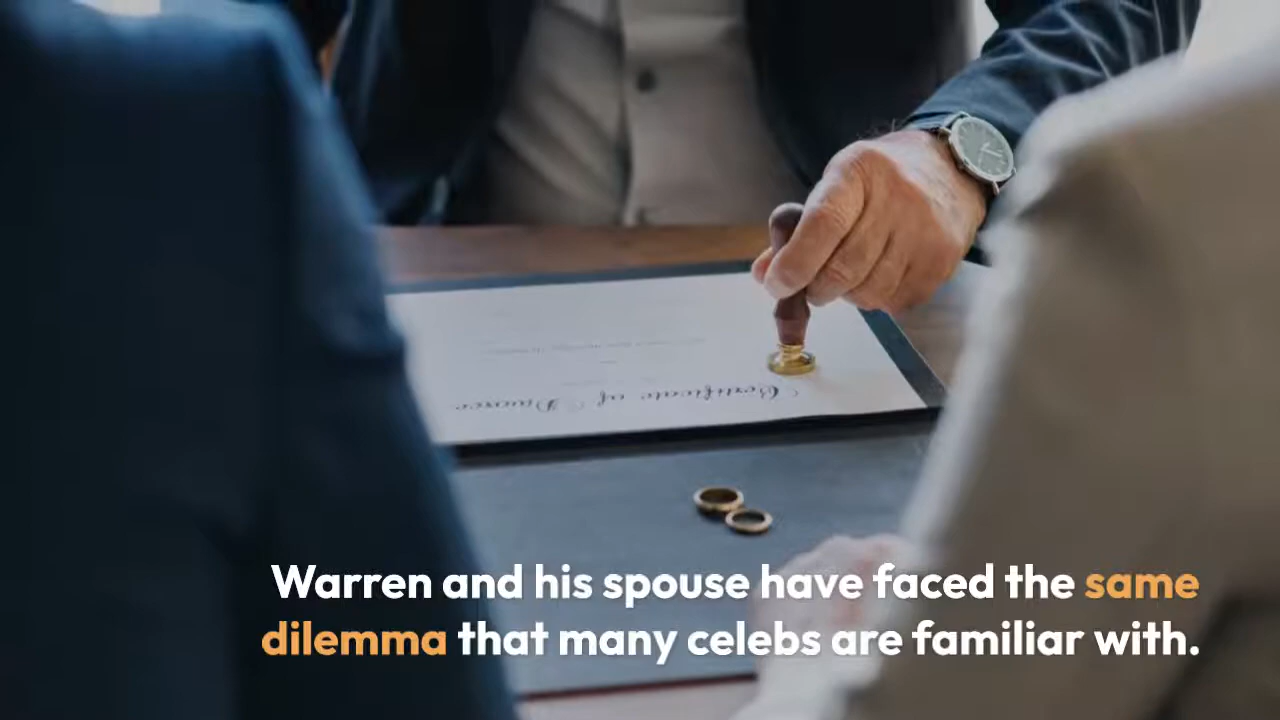 Certificate of Divorce
Warren and his spouse have faced the same
dilemma that many celebs are familiar with.